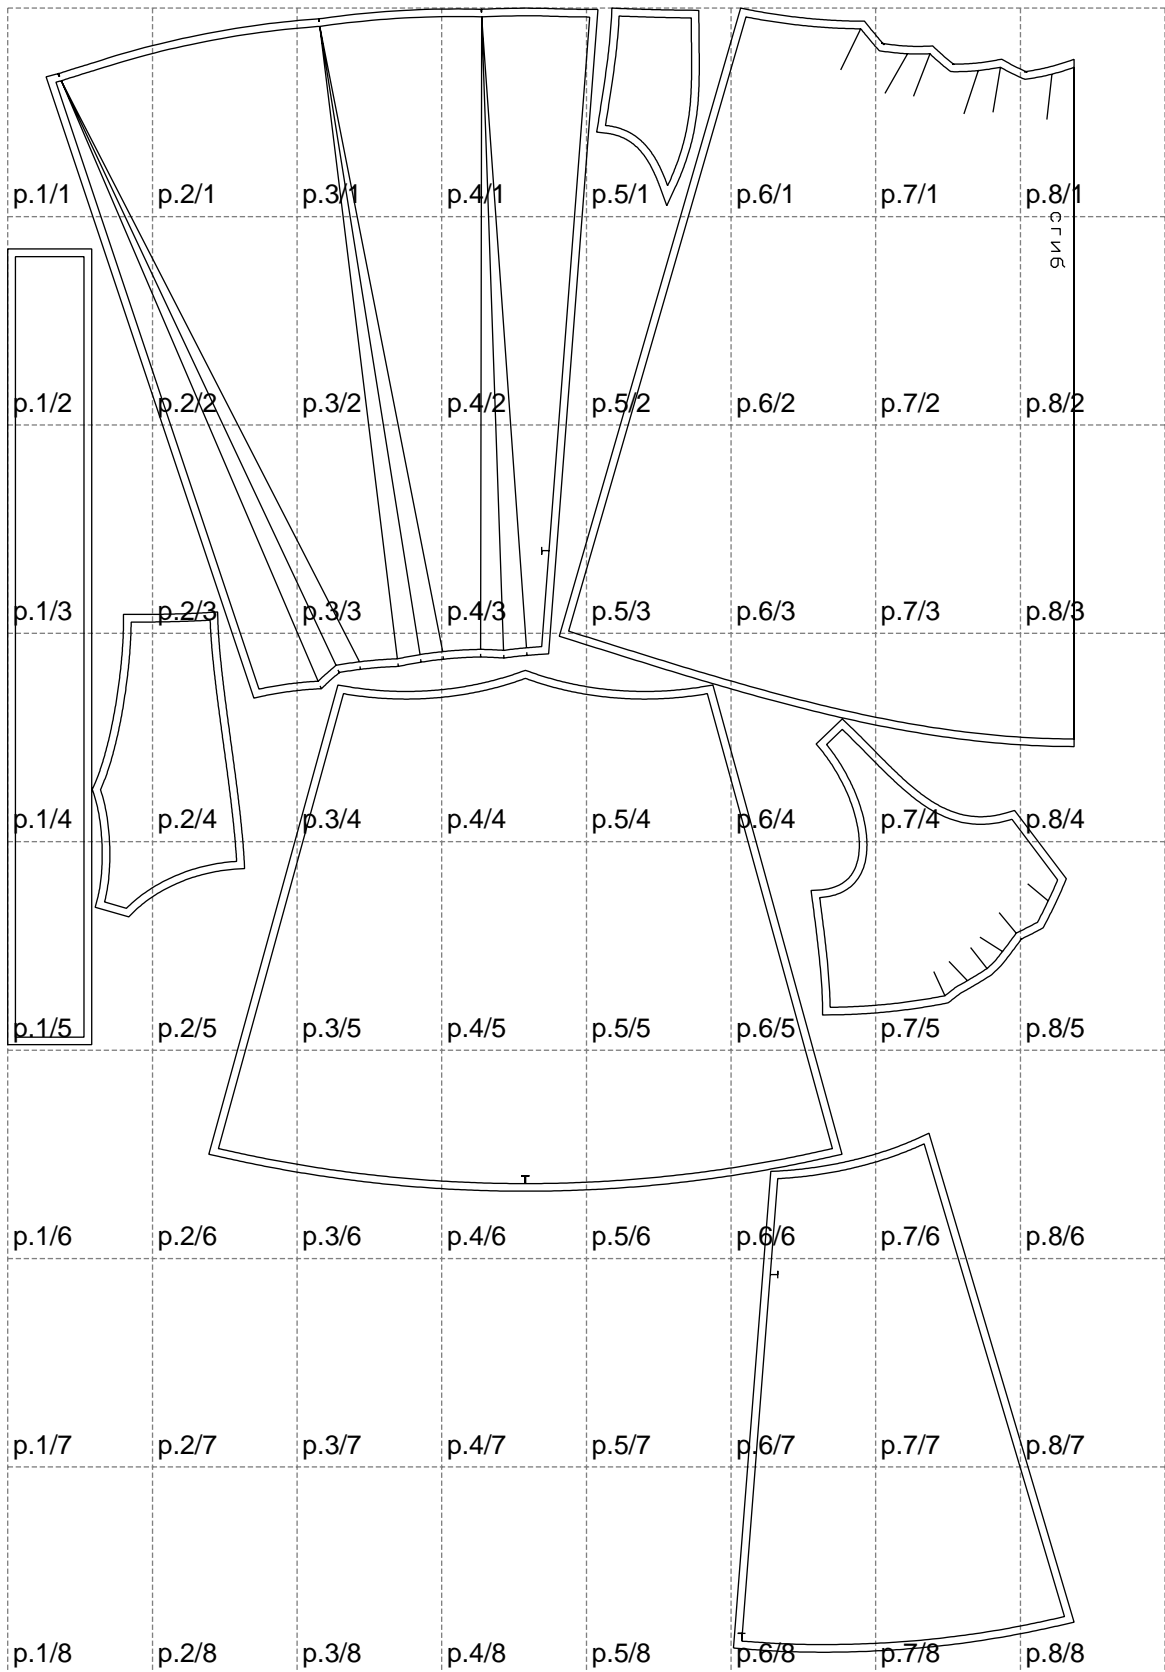 p.1/1 p.2/1 p.3/1 p.4/1 p.5/1 p.6/1 p.7/1 p.8/1
сгиб
p.1/2 p.2/2 p.3/2 p.4/2 p.5/2 p.6/2 p.7/2 p.8/2
p.1/3 p.2/3 p.3/3 p.4/3 p.5/3 p.6/3 p.7/3 p.8/3
p.1/4 p.2/4 p.3/4 p.4/4 p.5/4 p.6/4 p.7/4 p.8/4
p.1/5 p.2/5 p.3/5 p.4/5 p.5/5 p.6/5 p.7/5 p.8/5
p.1/6 p.2/6 p.3/6 p.4/6 p.5/6 p.6/6 p.7/6 p.8/6
p.1/7 p.2/7 p.3/7 p.4/7 p.5/7 p.6/7 p.7/7 p.8/7
p.1/8 p.2/8 p.3/8 p.4/8 p.5/8 p.6/8 p.7/8 p.8/8